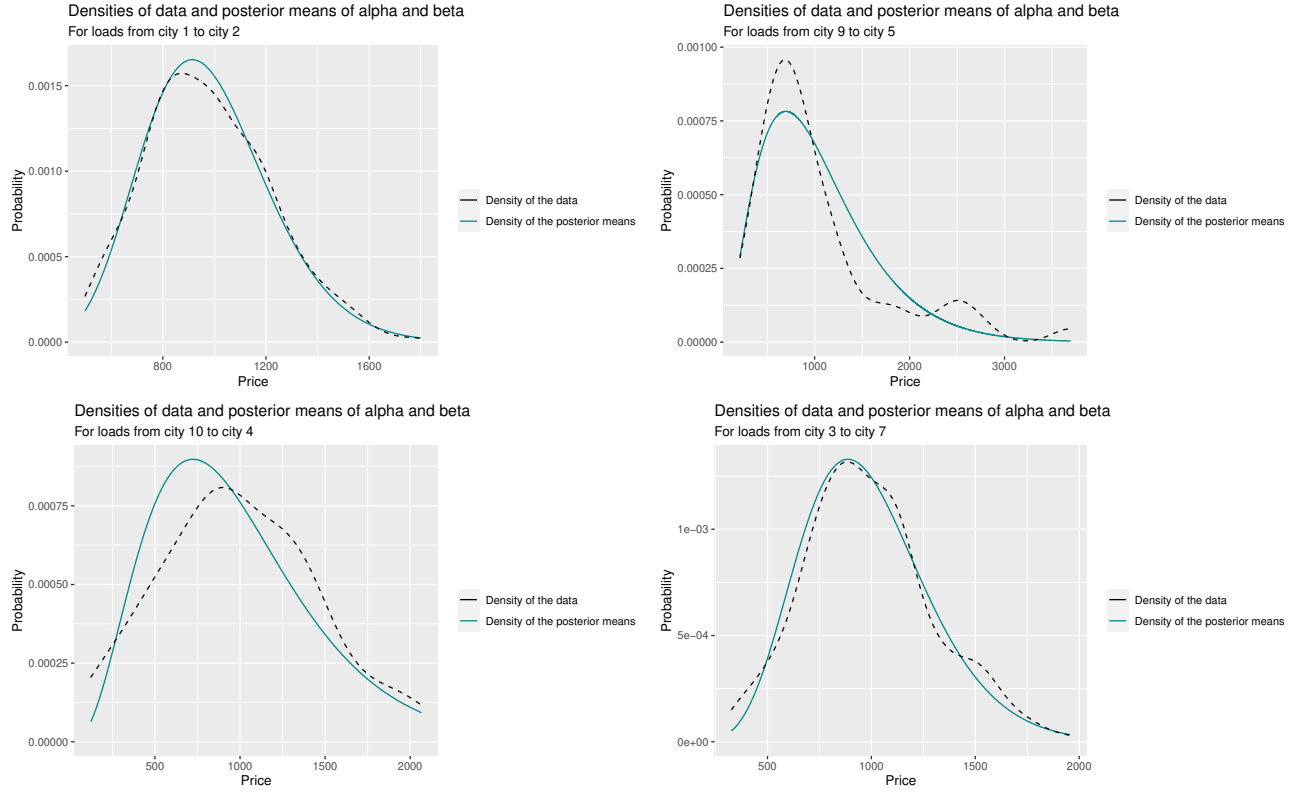 Densities of data and posterior means of alpha and beta
For loads from city 1 to city 2
Probability
0.0015
0.0010
0.0005
0.0000
800
1200
1600
Price
Density of the data
Density of the posterior means
Densities of data and posterior means of alpha and beta
For loads from city 9 to city 5
Probability
0.00100
0.00075
0.00050
0.00025
0.00000
1000
2000
3000
Price
Density of the data
Density of the posterior means
Densities of data and posterior means of alpha and beta
For loads from city 10 to city 4
Probability
0.00075
0.00050
0.00025
0.00000
500
1000
1500
2000
Price
Density of the data
Density of the posterior means
Densities of data and posterior means of alpha and beta
For loads from city 3 to city 7
Probability
1e−03
5e−04
0e+00
500
1000
1500
2000
Price
Density of the data
Density of the posterior means